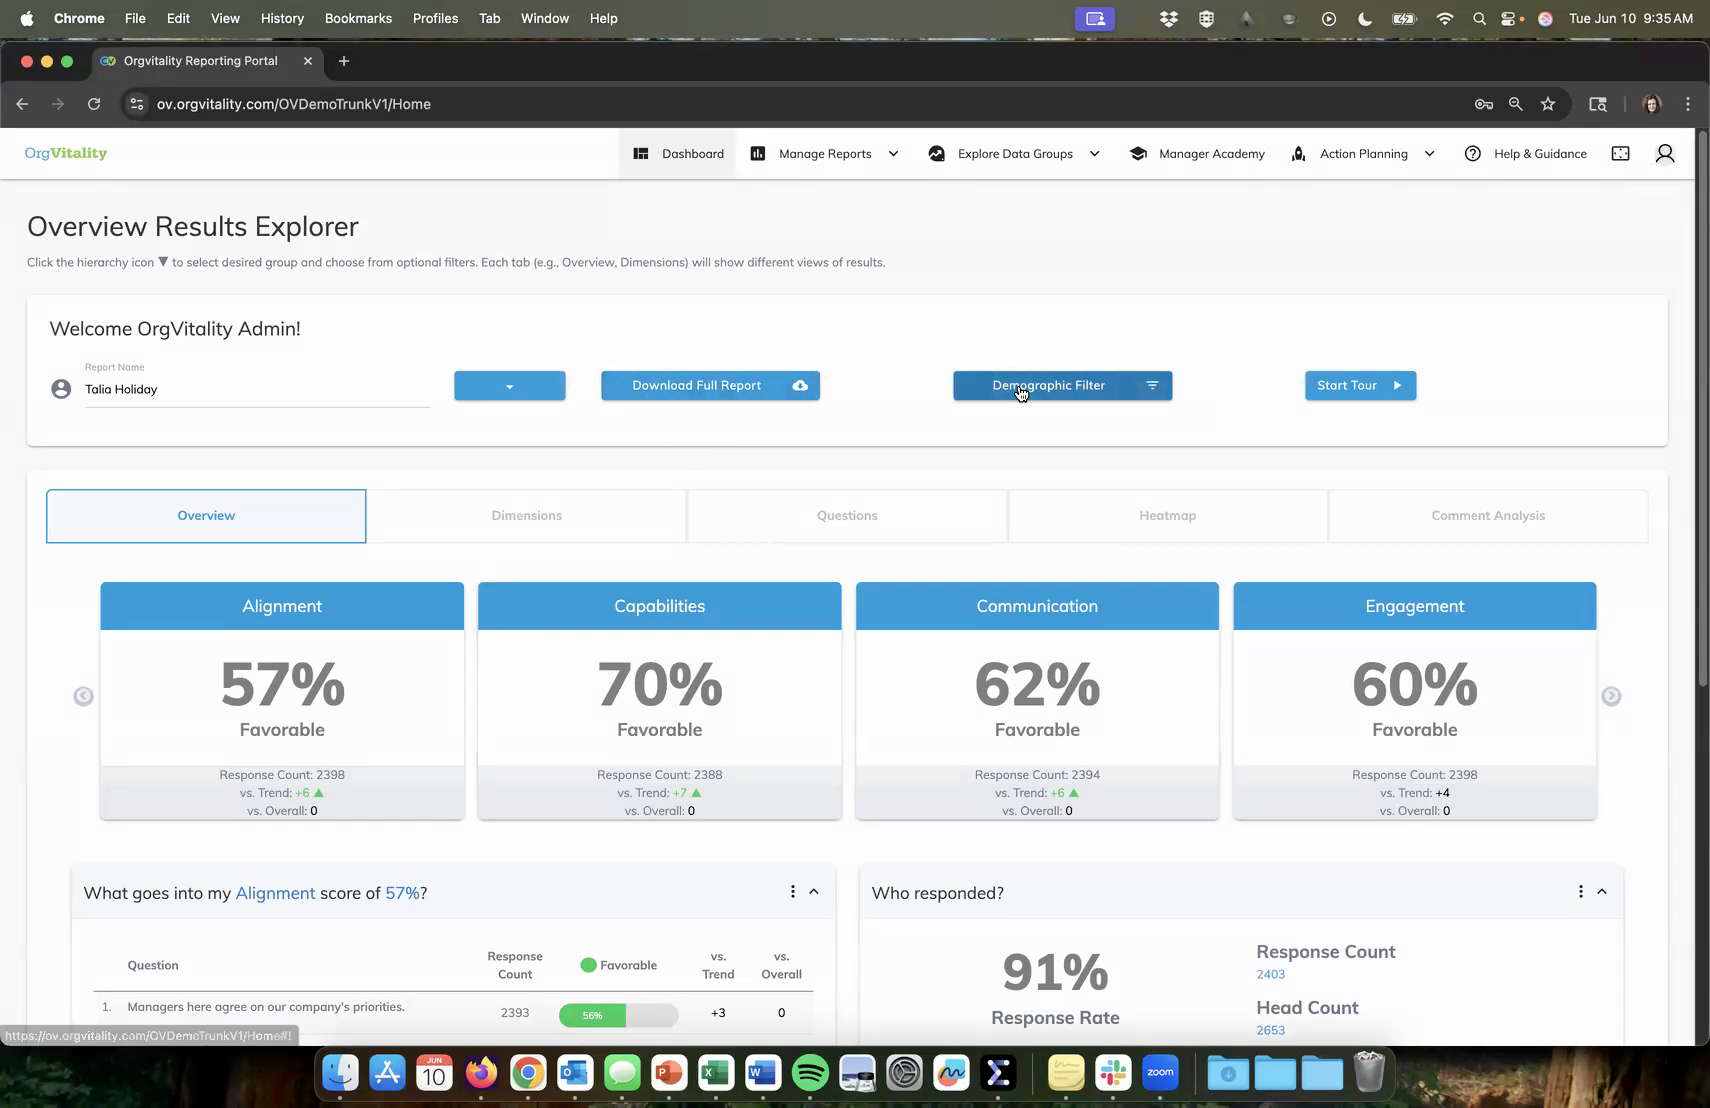 Chrome File Edit View History Bookmarks Profiles Tab Window Help Tue Jun 10 9:35 AM
Orgvitality Reporting Portal
ov.orgvitality.com/OVDemoTrunkV1/Home
OrgVitality Dashboard Manage Reports Explore Data Groups Manager Academy Action Planning Help & Guidance
Overview Results Explorer
Click the hierarchy icon ▼ to select desired group and choose from optional filters. Each tab (e.g., Overview, Dimensions) will show different views of results.
Welcome OrgVitality Admin!
Report Name
Talia Holiday
Download Full Report
Demographic Filter
Start Tour
Overview Dimensions Questions Heatmap Comment Analysis
Alignment
57%
Favorable
Response Count: 2398
vs. Trend: +6 ▲
vs. Overall: 0
Capabilities
70%
Favorable
Response Count: 2388
vs. Trend: +7 ▲
vs. Overall: 0
Communication
62%
Favorable
Response Count: 2394
vs. Trend: +6 ▲
vs. Overall: 0
Engagement
60%
Favorable
Response Count: 2398
vs. Trend: +4
vs. Overall: 0
What goes into my Alignment score of 57%?
Question
Response
Count
Favorable
vs.
Trend
vs.
Overall
1. Managers here agree on our company's priorities. 2393 56% +3 0
Who responded?
91%
Response Rate
Response Count
2403
Head Count
2653
https://ov.orgvitality.com/OVDemoTrunkV1/Home#!
JUN
10
zoom